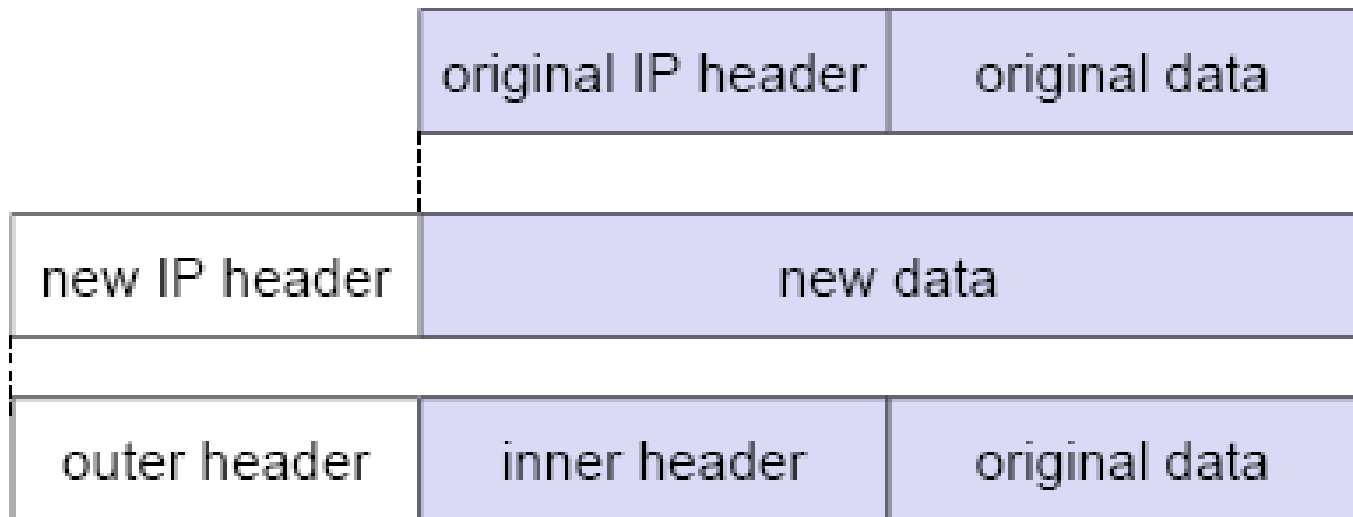 original IP header original data
new IP header new data
outer header inner header original data